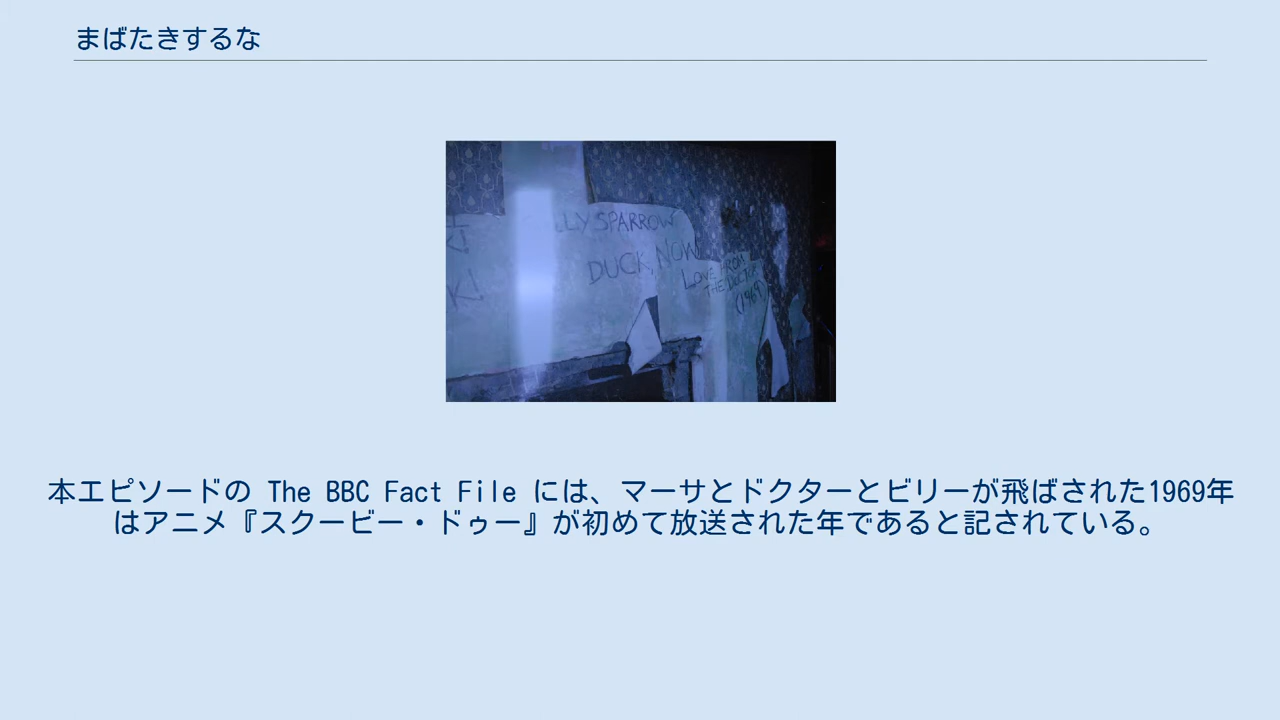 まばたきするな
LLY SPARROW
DUCK, NOW
LOVE FROM
THE DOCTOR
(1969)
K!
本エピソードの The BBC Fact File には、マーサとドクターとビリーが飛ばされた1969年
はアニメ『スクービー・ドゥー』が初めて放送された年であると記されている。